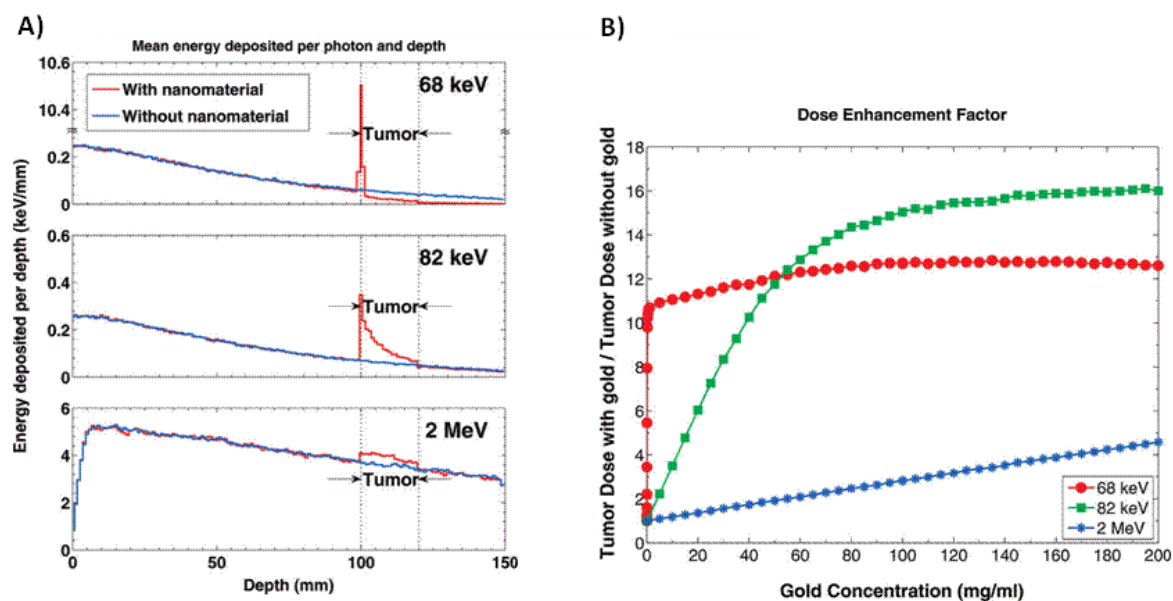 A)
Mean energy deposited per photon and depth
10.6
10.4
0.2
0
68 keV
With nanomaterial
Without nanomaterial
Tumor
0.6
0.4
0.2
0
82 keV
Tumor
6
4
2
0
2 MeV
Tumor
0
50
100
150
Energy deposited per depth (keV/mm)
Depth (mm)
B)
Dose Enhancement Factor
18
16
14
12
10
8
6
4
2
0
0
20
40
60
80
100
120
140
160
180
200
68 keV
82 keV
2 MeV
Tumor Dose with gold / Tumor Dose without gold
Gold Concentration (mg/ml)